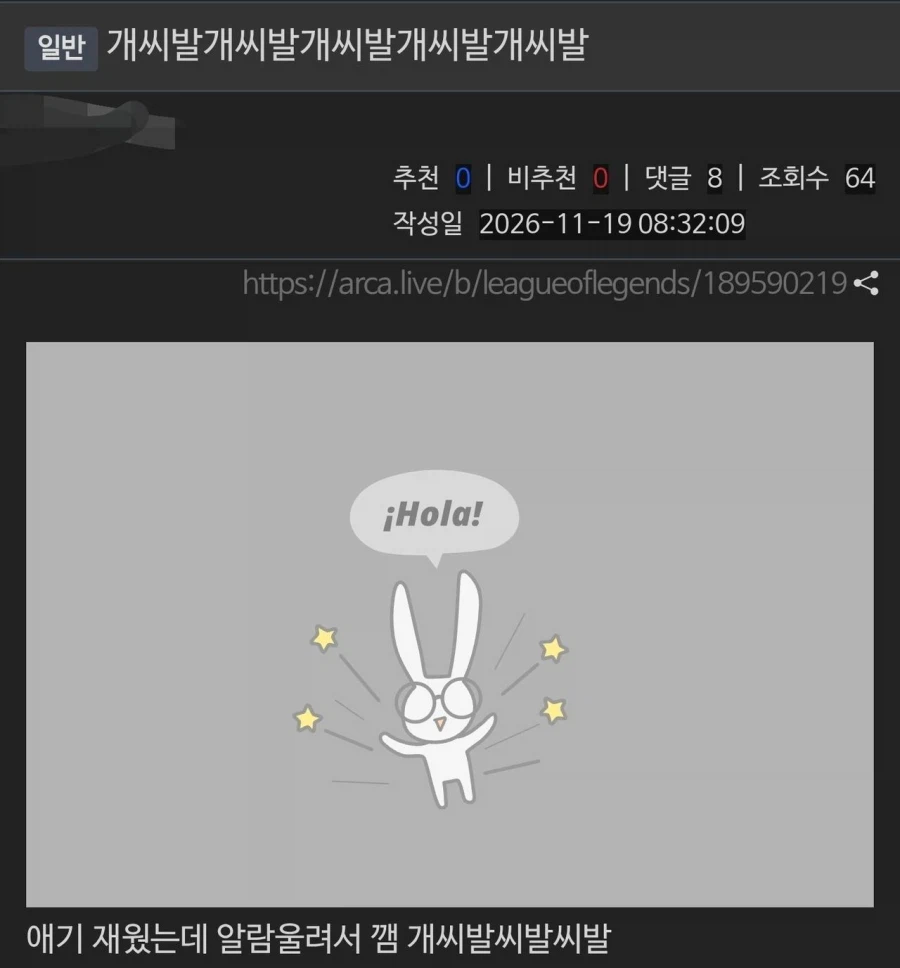 일반 개씨발개씨발개씨발개씨발개씨발
추천 0 | 비추천 0 | 댓글 8 | 조회수 64
작성일 2026-11-19 08:32:09
https://arca.live/b/leagueoflegends/189590219
¡Hola!
애기 재웠는데 알람울려서 깸 개씨발씨발씨발